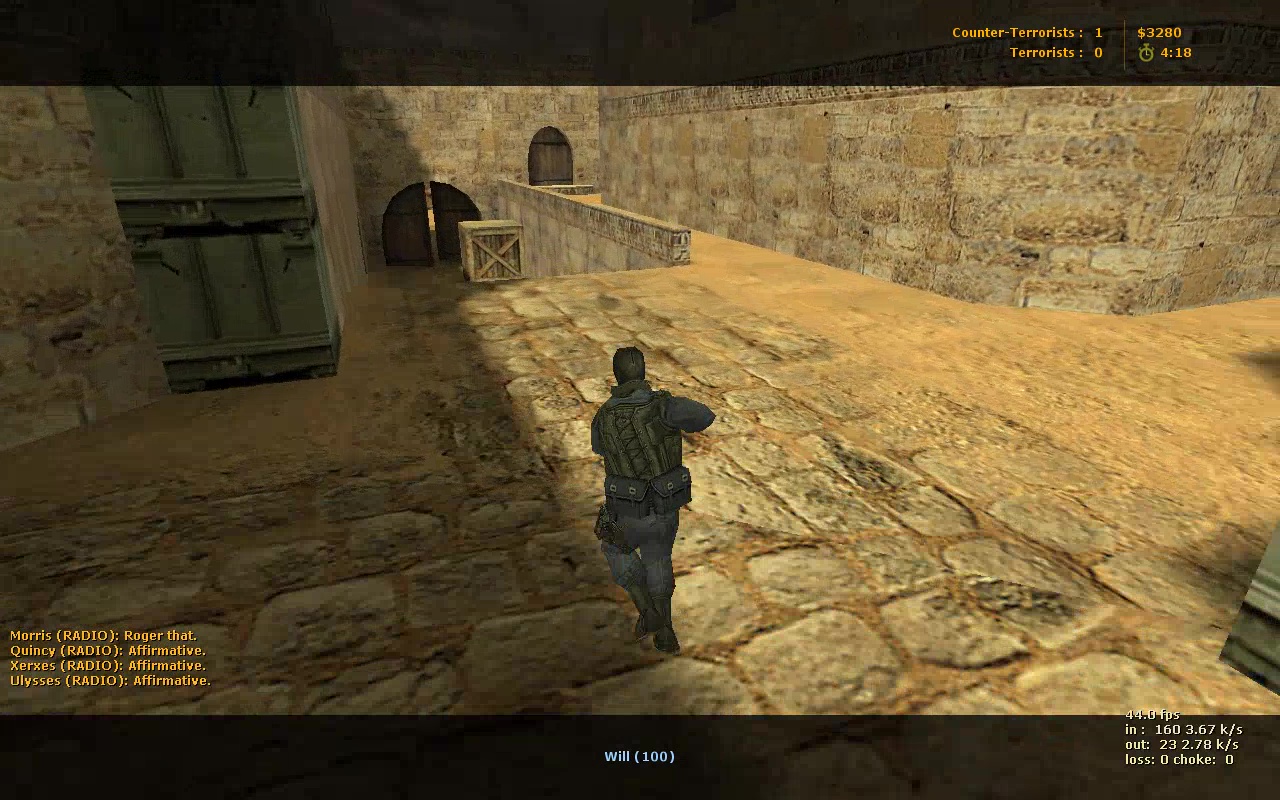 Counter-Terrorists : 1 $3280
Terrorists : 0 4:18
Morris (RADIO): Roger that.
Quincy (RADIO): Affirmative.
Xerxes (RADIO): Affirmative.
Ulysses (RADIO): Affirmative.
44.0 fps
in : 160 3.67 k/s
out: 23 2.78 k/s
loss: 0 choke: 0
Will (100)